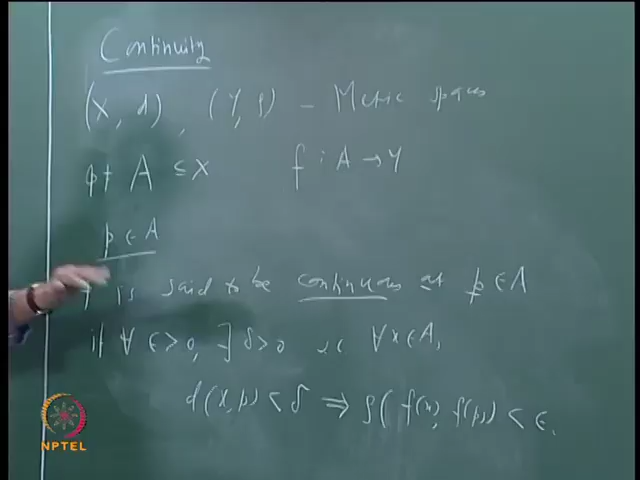 Continuity
(X, d), (Y, ρ) – Metric spaces
φ ≠ A ⊆ X f : A → Y
p ∈ A
f is said to be continuous at p ∈ A
if ∀ ε>0, ∃ δ>0 ∀ x ∈ A,
d(x, p) < δ ⇒ ρ( f(x), f(p)) < ε.
NPTEL